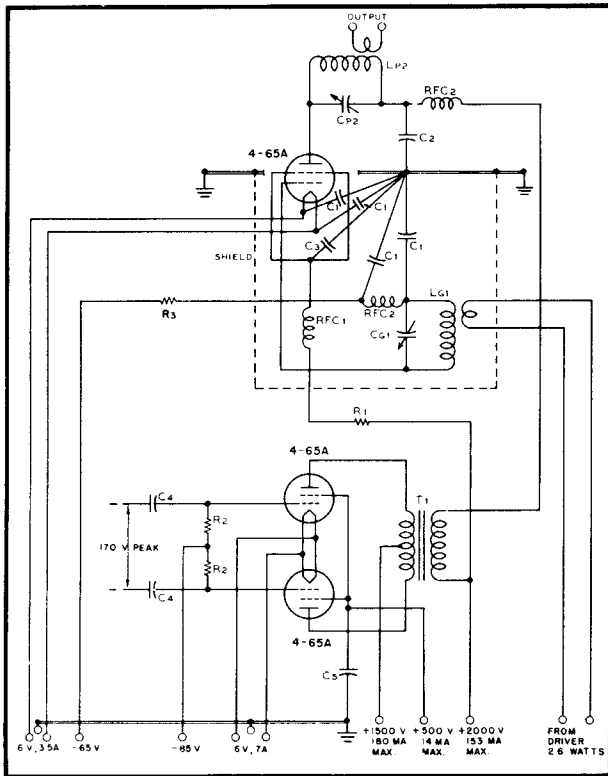 OUTPUT
LP2
RFC2
CP2
C2
4-65A
C1
C1
C3
C1
C1
SHIELD
LG1
R3
RFC1
RFC2
CG1
R1
4-65A
C4
T1
R2
170 V PEAK
R2
C4
4-65A
C5
6 V, 3.5A
-65 V
-85 V
6 V, 7A
+1500 V
180 MA
MAX.
+500 V
14 MA
MAX.
+2000 V
153 MA
MAX.
FROM
DRIVER
2.6 WATTS